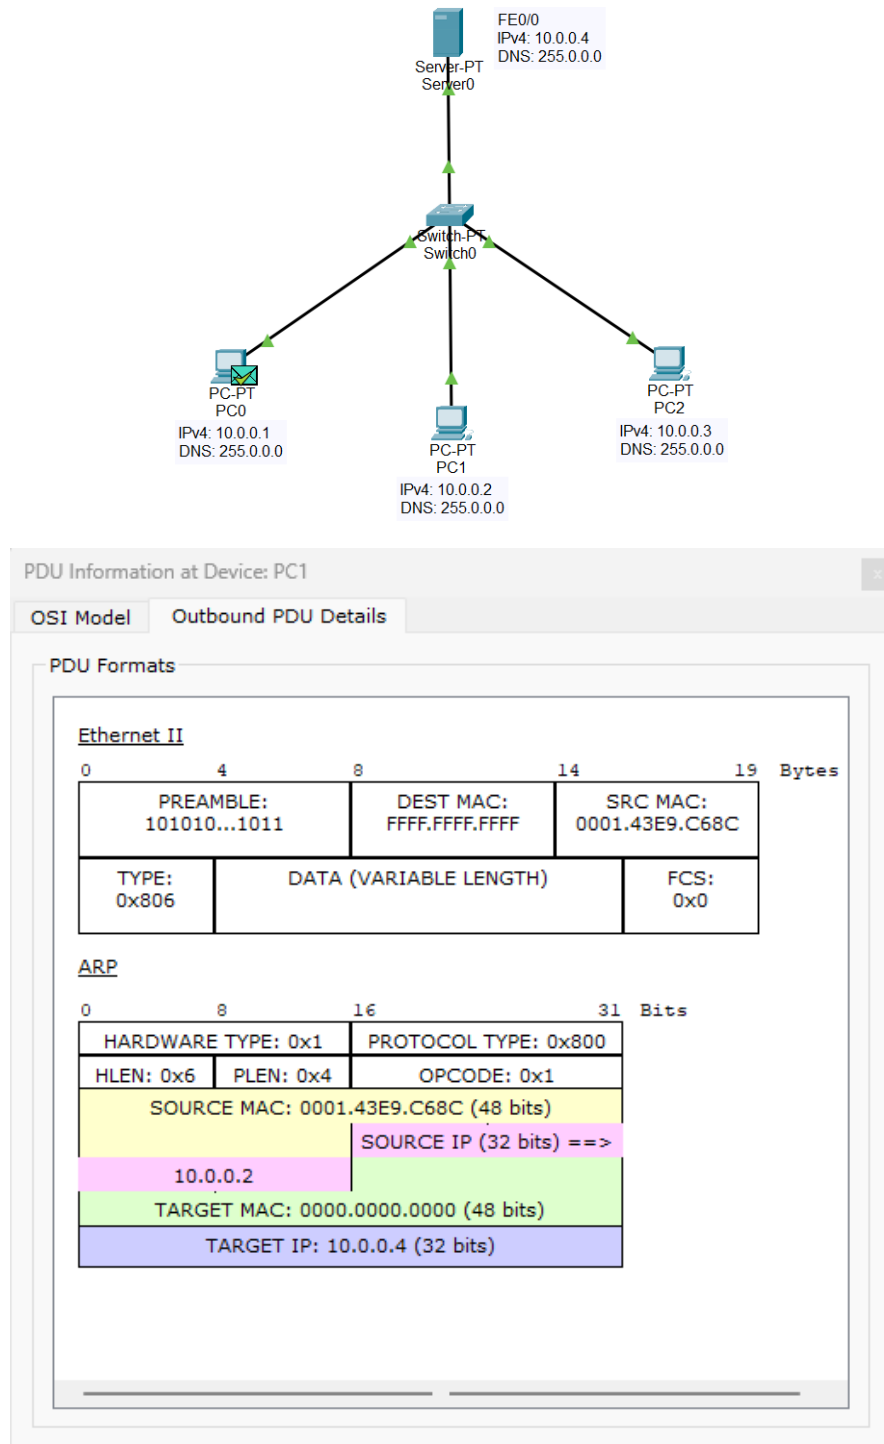 FE0/0
IPv4: 10.0.0.4
DNS: 255.0.0.0
Server-PT
Server0
Switch-PT
Switch0
PC-PT
PC0
IPv4: 10.0.0.1
DNS: 255.0.0.0
PC-PT
PC1
IPv4: 10.0.0.2
DNS: 255.0.0.0
PC-PT
PC2
IPv4: 10.0.0.3
DNS: 255.0.0.0
PDU Information at Device: PC1
x
OSI Model Outbound PDU Details
PDU Formats
Ethernet II
0 4 8 14 19 Bytes
PREAMBLE: DEST MAC: SRC MAC:
101010...1011 FFFF.FFFF.FFFF 0001.43E9.C68C
TYPE: DATA (VARIABLE LENGTH) FCS:
0x806 0x0
ARP
0 8 16 31 Bits
HARDWARE TYPE: 0x1 PROTOCOL TYPE: 0x800
HLEN: 0x6 PLEN: 0x4 OPCODE: 0x1
SOURCE MAC: 0001.43E9.C68C (48 bits)
SOURCE IP (32 bits) ==>
10.0.0.2
TARGET MAC: 0000.0000.0000 (48 bits)
TARGET IP: 10.0.0.4 (32 bits)